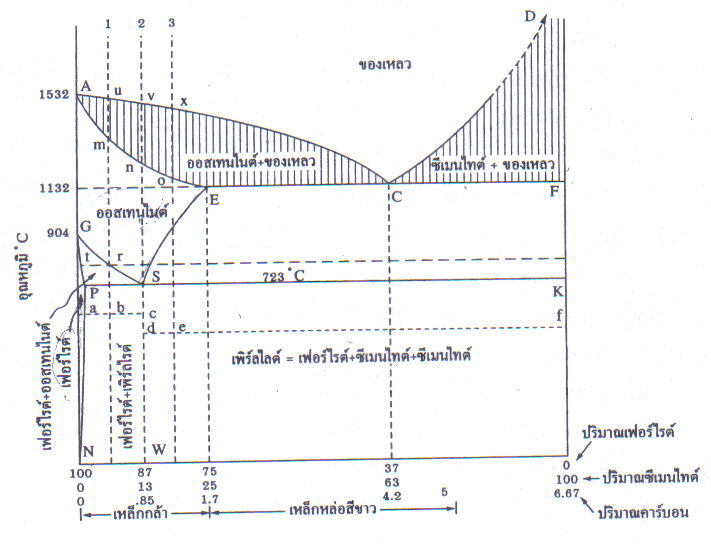 1 2 3
D
ของเหลว
1532 A u v x
m
n
o
ออสเทนไนต์+ของเหลว
ซีเมนไทต์ + ของเหลว
1132
E C F
ออสเทนไนต์
904 G
อุณหภูมิ °C
t r
S
723°C
P K
a b c
d e f
เฟอร์ไรต์+ออสเทนไนต์
เฟอร์ไรต์
เฟอร์ไรต์+เพิร์ลไรต์
เพิร์ลไลต์ = เฟอร์ไรต์+ซีเมนไทต์+ซีเมนไทต์
N W
ปริมาณเฟอร์ไรต์
100 87 75 37 0
0 13 25 63 100 ปริมาณซีเมนไทต์
0 .85 1.7 4.2 5 6.67
ปริมาณคาร์บอน
เหล็กกล้า เหล็กหล่อสีขาว